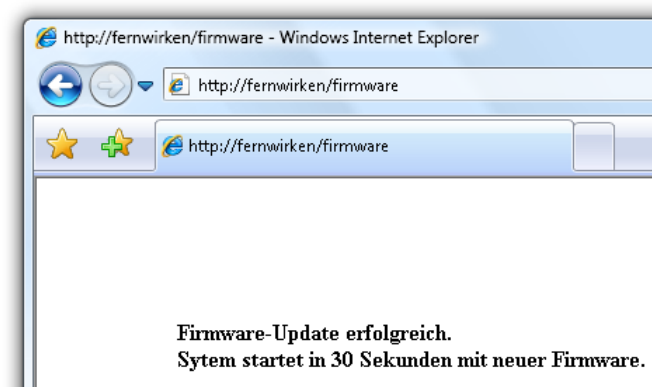 http://fernwirken/firmware - Windows Internet Explorer
http://fernwirken/firmware
http://fernwirken/firmware
Firmware-Update erfolgreich.
Sytem startet in 30 Sekunden mit neuer Firmware.